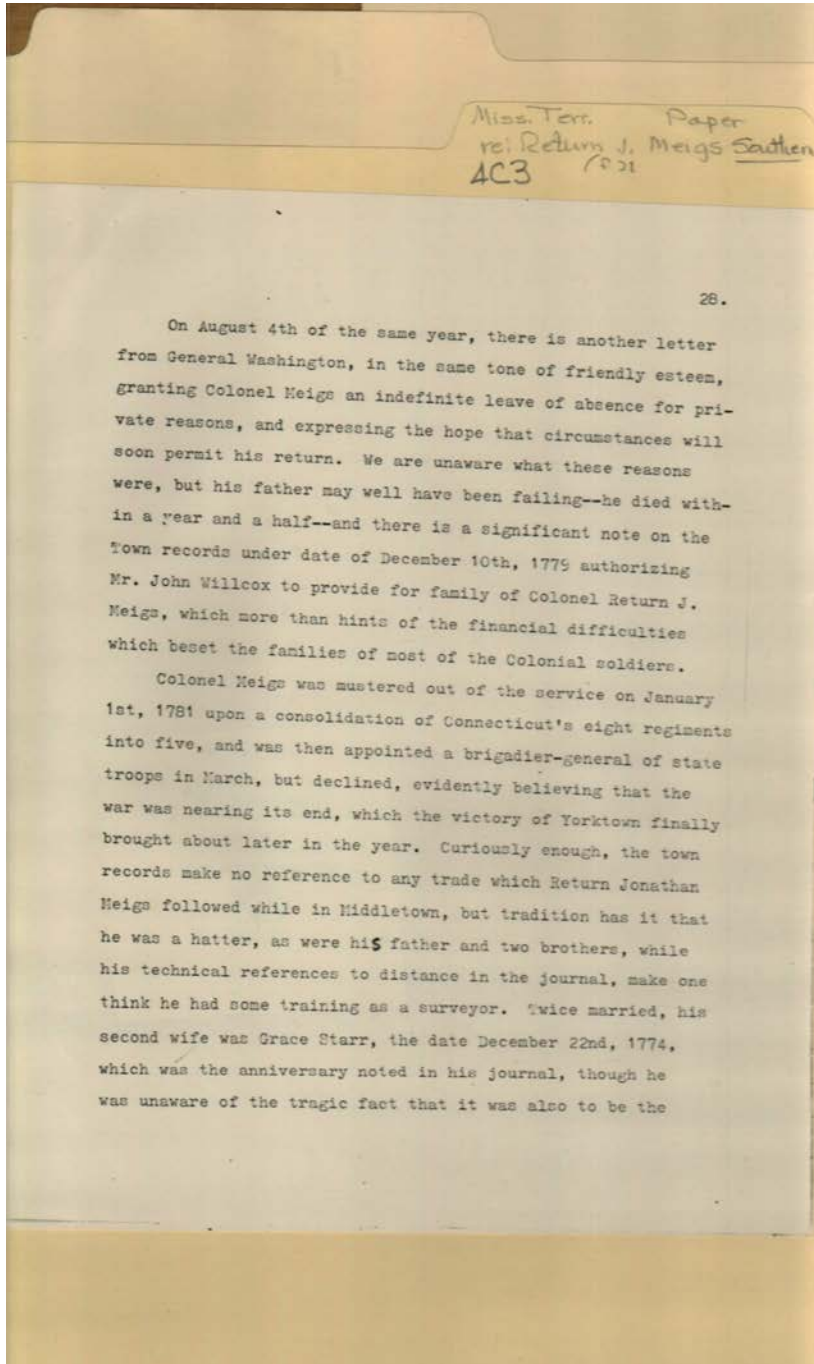 Miss. Terr. Paper
re: Return J. Meigs Southern
4C3
28.
On August 4th of the same year, there is another letter
from General Washington, in the same tone of friendly esteem,
granting Colonel Meigs an indefinite leave of absence for pri-
vate reasons, and expressing the hope that circumstances will
soon permit his return. We are unaware what these reasons
were, but his father may well have been failing--he died with-
in a year and a half--and there is a significant note on the
Town records under date of December 10th, 1779 authorizing
Mr. John Willcox to provide for family of Colonel Return J.
Meigs, which more than hints of the financial difficulties
which beset the families of most of the Colonial soldiers.
Colonel Meigs was mustered out of the service on January
1st, 1781 upon a consolidation of Connecticut's eight regiments
into five, and was then appointed a brigadier-general of state
troops in March, but declined, evidently believing that the
war was nearing its end, which the victory of Yorktown finally
brought about later in the year. Curiously enough, the town
records make no reference to any trade which Return Jonathan
Meigs followed while in Middletown, but tradition has it that
he was a hatter, as were his father and two brothers, while
his technical references to distance in the journal, make one
think he had some training as a surveyor. Twice married, his
second wife was Grace Starr, the date December 22nd, 1774,
which was the anniversary noted in his journal, though he
was unaware of the tragic fact that it was also to be the